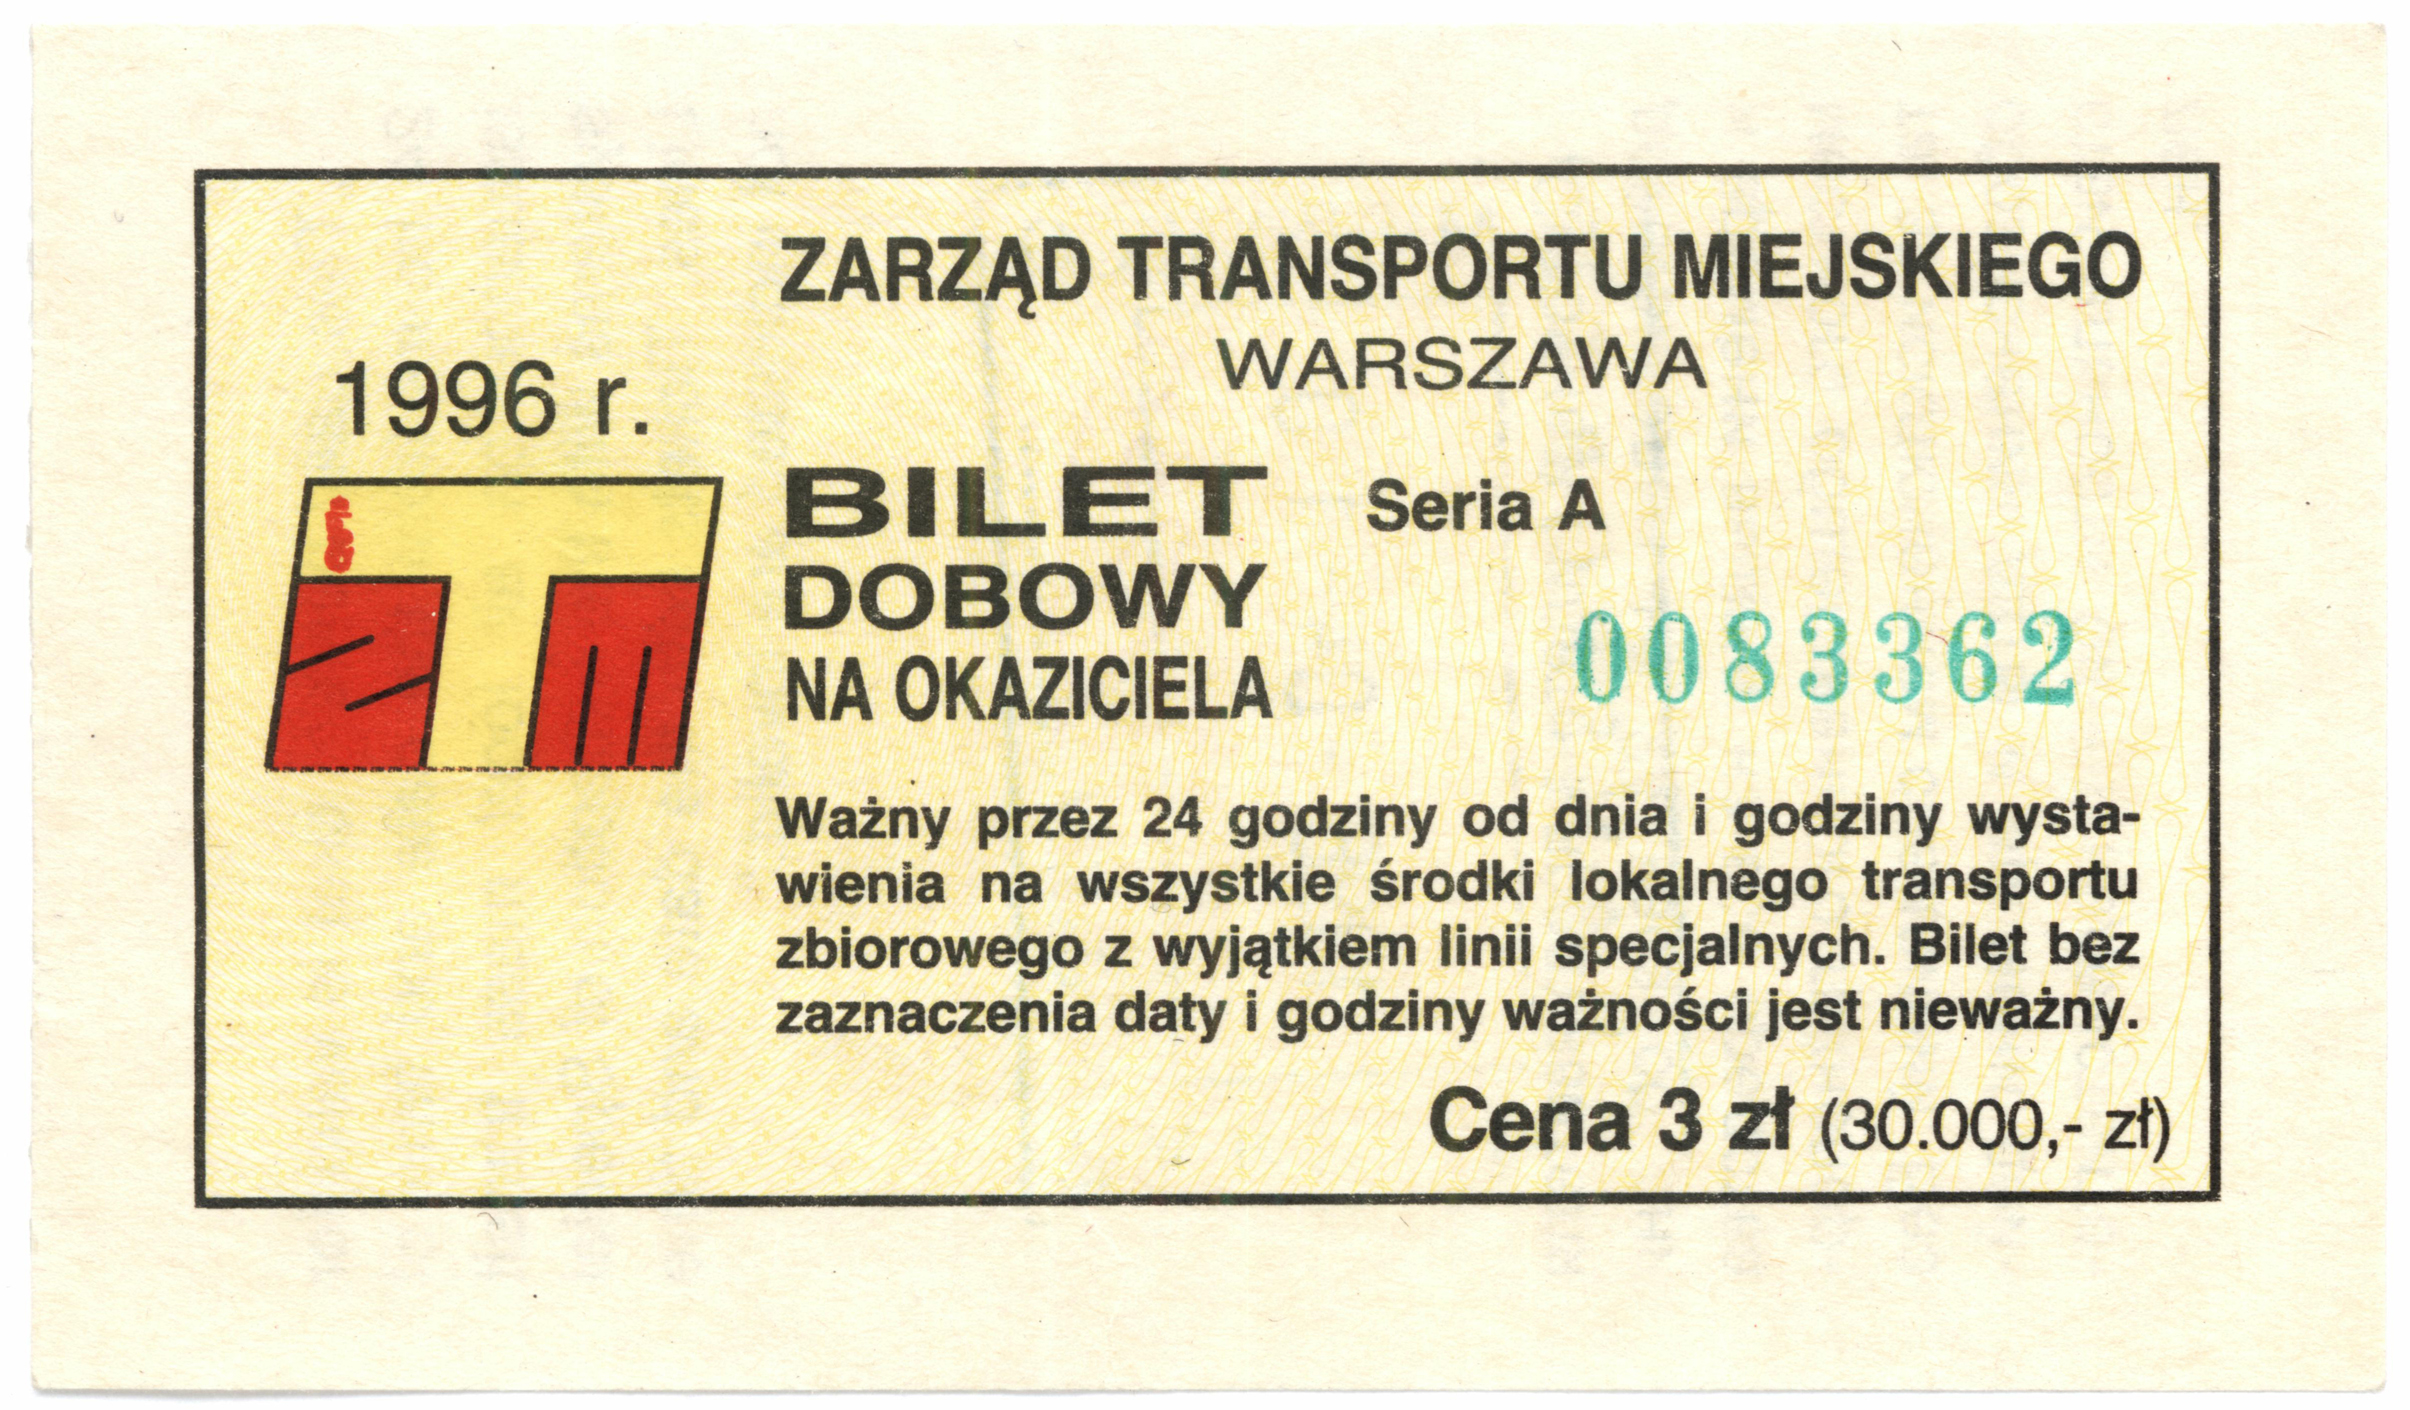 ZARZĄD TRANSPORTU MIEJSKIEGO
WARSZAWA
1996 r.
ZTM
BILET
Seria A
DOBOWY
NA OKAZICIELA
0083362
Ważny przez 24 godziny od dnia i godziny wysta-
wienia na wszystkie środki lokalnego transportu
zbiorowego z wyjątkiem linii specjalnych. Bilet bez
zaznaczenia daty i godziny ważności jest nieważny.
Cena 3 zł (30.000,- zł)